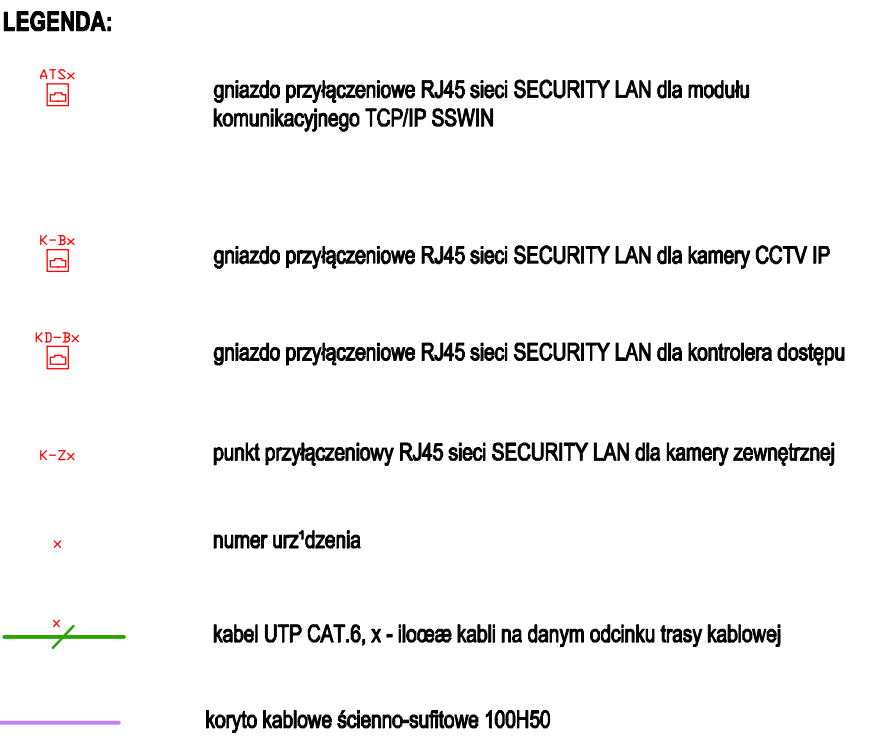 LEGENDA:
ATSx
gniazdo przyłączeniowe RJ45 sieci SECURITY LAN dla modułu
komunikacyjnego TCP/IP SSWIN
K-Bx
gniazdo przyłączeniowe RJ45 sieci SECURITY LAN dla kamery CCTV IP
KD-Bx
gniazdo przyłączeniowe RJ45 sieci SECURITY LAN dla kontrolera dostępu
K-Zx
punkt przyłączeniowy RJ45 sieci SECURITY LAN dla kamery zewnętrznej
x
numer urz¹dzenia
x
kabel UTP CAT.6, x - iloœæ kabli na danym odcinku trasy kablowej
koryto kablowe ścienno-sufitowe 100H50